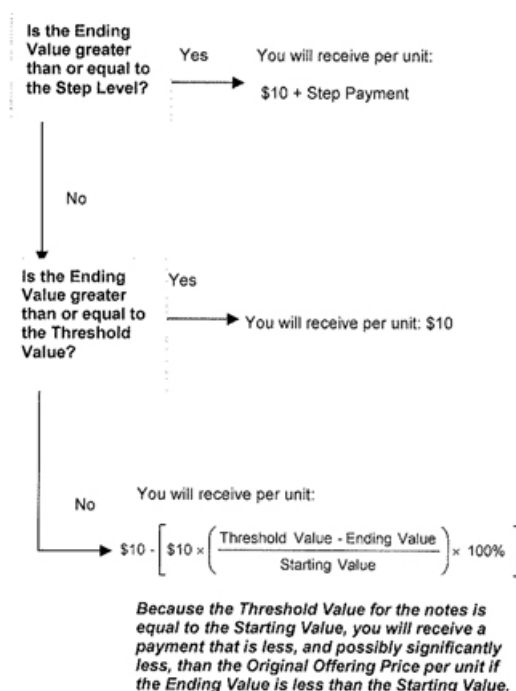 Is the Ending
Value greater
than or equal to
the Step Level?
Yes
You will receive per unit:
$10 + Step Payment
No
Is the Ending
Value greater
than or equal to
the Threshold
Value?
Yes
You will receive per unit: $10
No
You will receive per unit:
$10 - [ $10 × ( Threshold Value - Ending Value / Starting Value ) × 100% ]
Because the Threshold Value for the notes is
equal to the Starting Value, you will receive a
payment that is less, and possibly significantly
less, than the Original Offering Price per unit if
the Ending Value is less than the Starting Value.